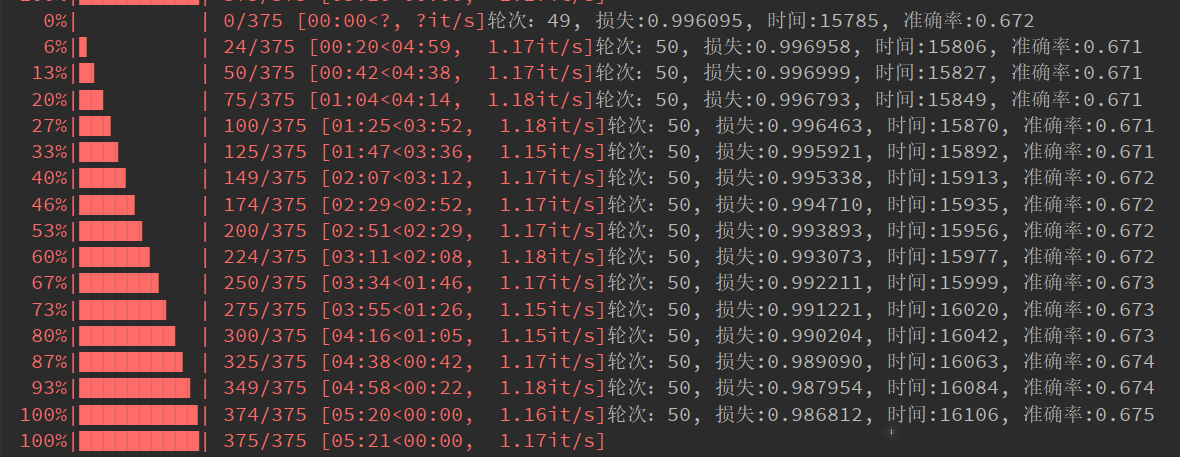 0%| | 0/375 [00:00<?, ?it/s]轮次：49, 损失:0.996095, 时间:15785, 准确率:0.672
6%|█ | 24/375 [00:20<04:59, 1.17it/s]轮次：50, 损失:0.996958, 时间:15806, 准确率:0.671
13%|█ | 50/375 [00:42<04:38, 1.17it/s]轮次：50, 损失:0.996999, 时间:15827, 准确率:0.671
20%|██ | 75/375 [01:04<04:14, 1.18it/s]轮次：50, 损失:0.996793, 时间:15849, 准确率:0.671
27%|███ | 100/375 [01:25<03:52, 1.18it/s]轮次：50, 损失:0.996463, 时间:15870, 准确率:0.671
33%|███ | 125/375 [01:47<03:36, 1.15it/s]轮次：50, 损失:0.995921, 时间:15892, 准确率:0.671
40%|████ | 149/375 [02:07<03:12, 1.17it/s]轮次：50, 损失:0.995338, 时间:15913, 准确率:0.672
46%|█████ | 174/375 [02:29<02:52, 1.17it/s]轮次：50, 损失:0.994710, 时间:15935, 准确率:0.672
53%|█████ | 200/375 [02:51<02:29, 1.17it/s]轮次：50, 损失:0.993893, 时间:15956, 准确率:0.672
60%|██████ | 224/375 [03:11<02:08, 1.18it/s]轮次：50, 损失:0.993073, 时间:15977, 准确率:0.672
67%|███████ | 250/375 [03:34<01:46, 1.17it/s]轮次：50, 损失:0.992211, 时间:15999, 准确率:0.673
73%|███████ | 275/375 [03:55<01:26, 1.15it/s]轮次：50, 损失:0.991221, 时间:16020, 准确率:0.673
80%|████████ | 300/375 [04:16<01:05, 1.15it/s]轮次：50, 损失:0.990204, 时间:16042, 准确率:0.673
87%|█████████ | 325/375 [04:38<00:42, 1.17it/s]轮次：50, 损失:0.989090, 时间:16063, 准确率:0.674
93%|█████████ | 349/375 [04:58<00:22, 1.18it/s]轮次：50, 损失:0.987954, 时间:16084, 准确率:0.674
100%|██████████| 374/375 [05:20<00:00, 1.16it/s]轮次：50, 损失:0.986812, 时间:16106, 准确率:0.675
100%|██████████| 375/375 [05:21<00:00, 1.17it/s]